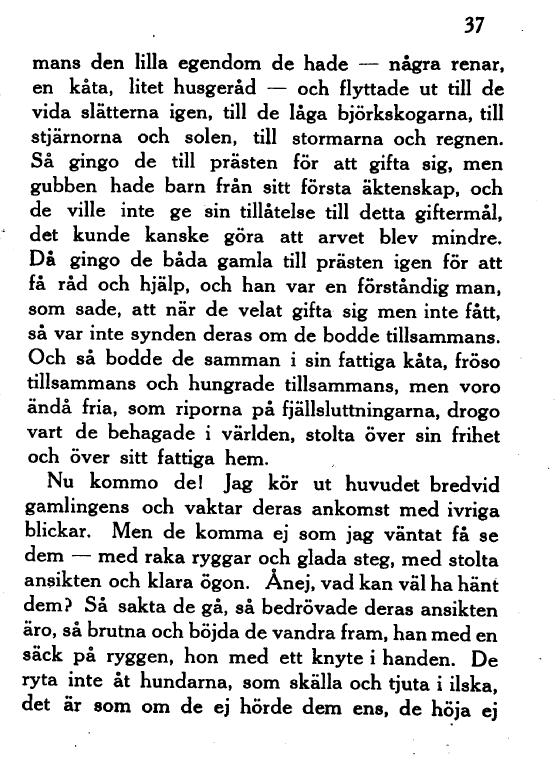 37
mans den lilla egendom de hade — några renar,
en kåta, litet husgeråd — och flyttade ut till de
vida slätterna igen, till de låga björkskogarna, till
stjärnorna och solen, till stormarna och regnen.
Så gingo de till prästen för att gifta sig, men
gubben hade barn från sitt första äktenskap, och
de ville inte ge sin tillåtelse till detta giftermål,
det kunde kanske göra att arvet blev mindre.
Då gingo de båda gamla till prästen igen för att
få råd och hjälp, och han var en förståndig man,
som sade, att när de velat gifta sig men inte fått,
så var inte synden deras om de bodde tillsammans.
Och så bodde de samman i sin fattiga kåta, fröso
tillsammans och hungrade tillsammans, men voro
ändå fria, som riporna på fjällsluttningarna, drogo
vart de behagade i världen, stolta över sin frihet
och över sitt fattiga hem.
Nu kommo de! Jag kör ut huvudet bredvid
gamlingens och vaktar deras ankomst med ivriga
blickar. Men de komma ej som jag väntat få se
dem — med raka ryggar och glada steg, med stolta
ansikten och klara ögon. Ånej, vad kan väl ha hänt
dem? Så sakta de gå, så bedrövade deras ansikten
äro, så brutna och böjda de vandra fram, han med en
säck på ryggen, hon med ett knyte i handen. De
ryta inte åt hundarna, som skälla och tjuta i ilska,
det är som om de ej hörde dem ens, de höja ej